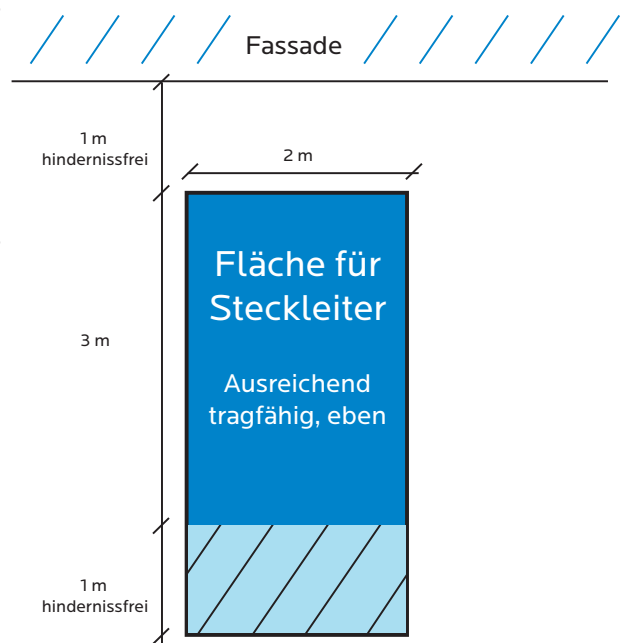 Fassade
1 m
hindernissfrei
2 m
Fläche für
Steckleiter
3 m
Ausreichend
tragfähig, eben
1 m
hindernissfrei